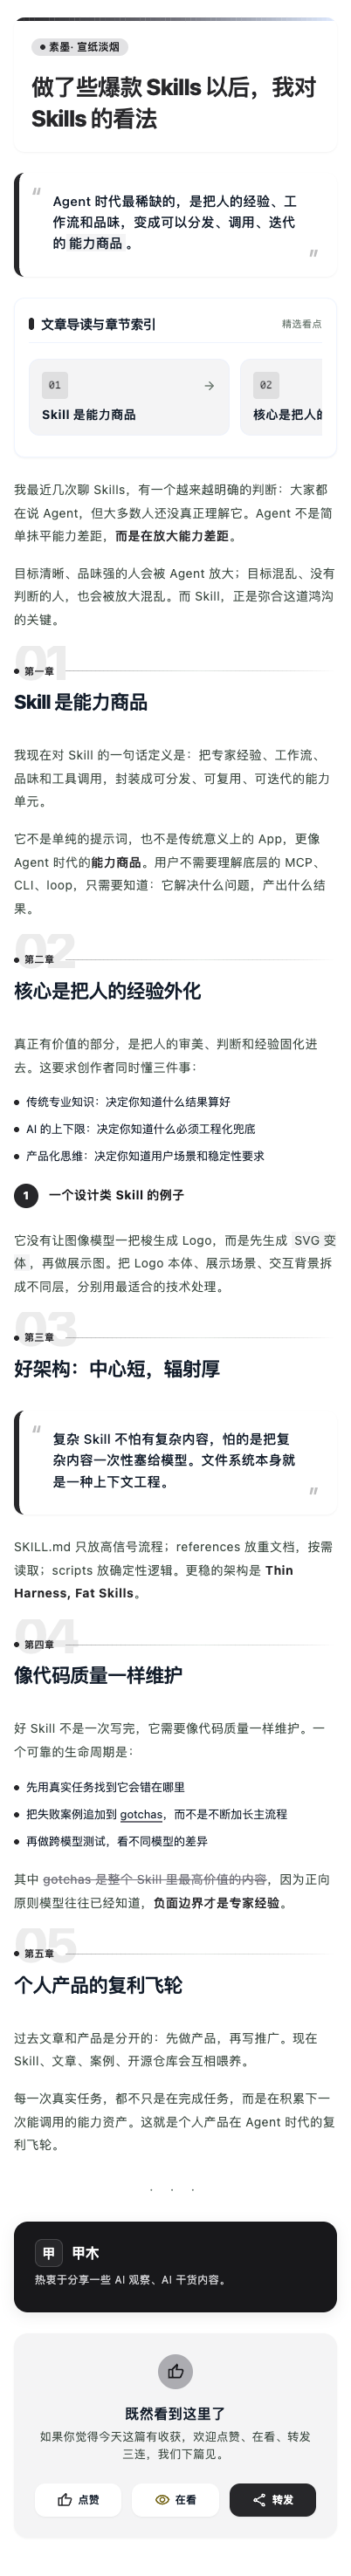 素墨· 宣纸淡烟
做了些爆款 Skills 以后，我对
Skills 的看法
“
Agent 时代最稀缺的，是把人的经验、工
作流和品味，变成可以分发、调用、迭代
的 能力商品 。
”
文章导读与章节索引 精选看点
01 →
Skill 是能力商品
02
核心是把人的
我最近几次聊 Skills，有一个越来越明确的判断：大家都
在说 Agent，但大多数人还没真正理解它。Agent 不是简
单抹平能力差距，而是在放大能力差距。
目标清晰、品味强的人会被 Agent 放大；目标混乱、没有
判断的人，也会被放大混乱。而 Skill，正是弥合这道鸿沟
的关键。
01
第一章
Skill 是能力商品
我现在对 Skill 的一句话定义是：把专家经验、工作流、
品味和工具调用，封装成可分发、可复用、可迭代的能力
单元。
它不是单纯的提示词，也不是传统意义上的 App，更像
Agent 时代的能力商品。用户不需要理解底层的 MCP、
CLI、loop，只需要知道：它解决什么问题，产出什么结
果。
02
第二章
核心是把人的经验外化
真正有价值的部分，是把人的审美、判断和经验固化进
去。这要求创作者同时懂三件事：
传统专业知识：决定你知道什么结果算好
AI 的上下限：决定你知道什么必须工程化兜底
产品化思维：决定你知道用户场景和稳定性要求
1 一个设计类 Skill 的例子
它没有让图像模型一把梭生成 Logo，而是先生成 SVG 变
体 ，再做展示图。把 Logo 本体、展示场景、交互背景拆
成不同层，分别用最适合的技术处理。
03
第三章
好架构：中心短，辐射厚
“
复杂 Skill 不怕有复杂内容，怕的是把复
杂内容一次性塞给模型。文件系统本身就
是一种上下文工程。
”
SKILL.md 只放高信号流程；references 放重文档，按需
读取；scripts 放确定性逻辑。更稳的架构是 Thin
Harness, Fat Skills。
04
第四章
像代码质量一样维护
好 Skill 不是一次写完，它需要像代码质量一样维护。一
个可靠的生命周期是：
先用真实任务找到它会错在哪里
把失败案例追加到 gotchas，而不是不断加长主流程
再做跨模型测试，看不同模型的差异
其中 gotchas 是整个 Skill 里最高价值的内容，因为正向
原则模型往往已经知道，负面边界才是专家经验。
05
第五章
个人产品的复利飞轮
过去文章和产品是分开的：先做产品，再写推广。现在
Skill、文章、案例、开源仓库会互相喂养。
每一次真实任务，都不只是在完成任务，而是在积累下一
次能调用的能力资产。这就是个人产品在 Agent 时代的复
利飞轮。
· · ·
甲 甲木
热衷于分享一些 AI 观察、AI 干货内容。
既然看到这里了
如果你觉得今天这篇有收获，欢迎点赞、在看、转发
三连，我们下篇见。
点赞 在看 转发